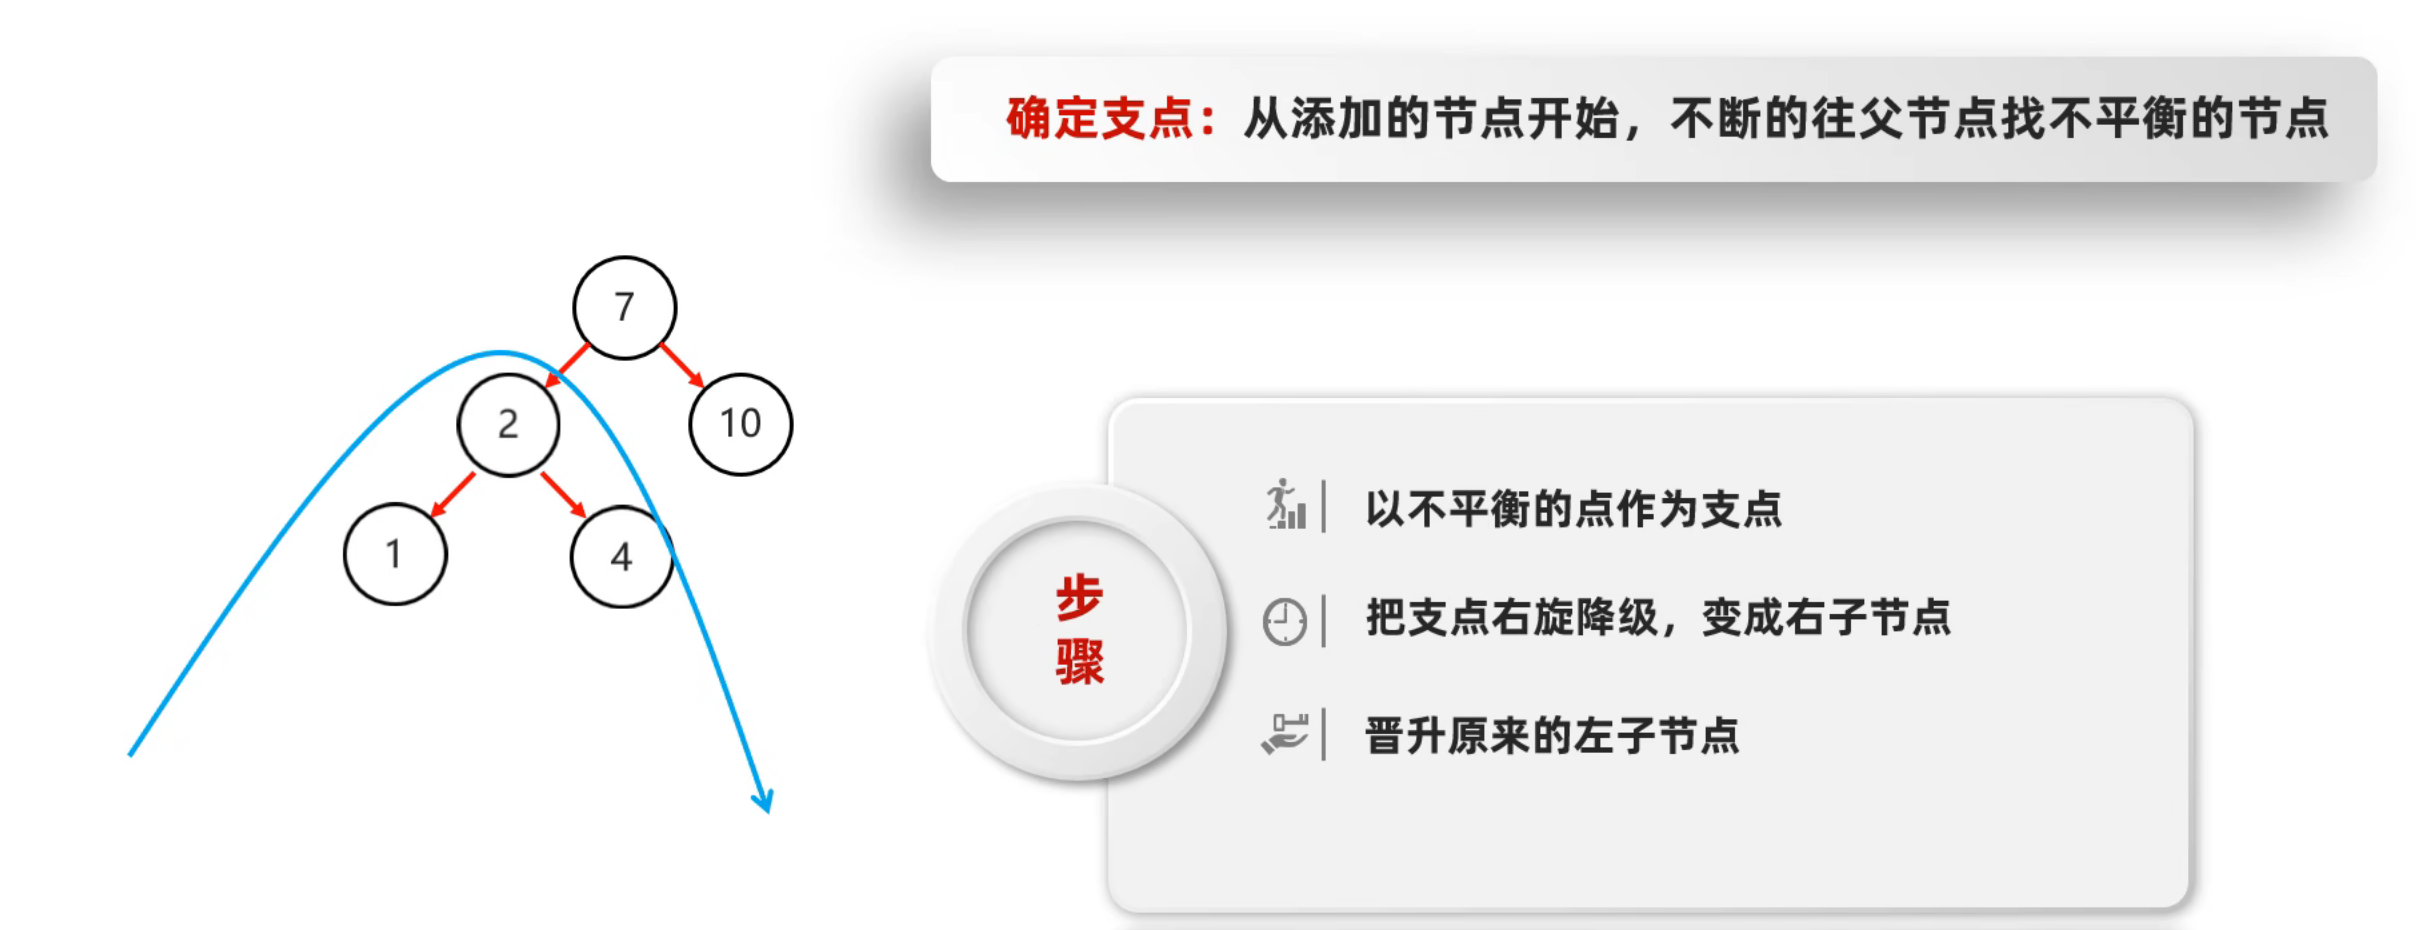 确定支点：从添加的节点开始，不断的往父节点找不平衡的节点
7
2
10
1
4
步
骤
以不平衡的点作为支点
把支点右旋降级，变成右子节点
晋升原来的左子节点